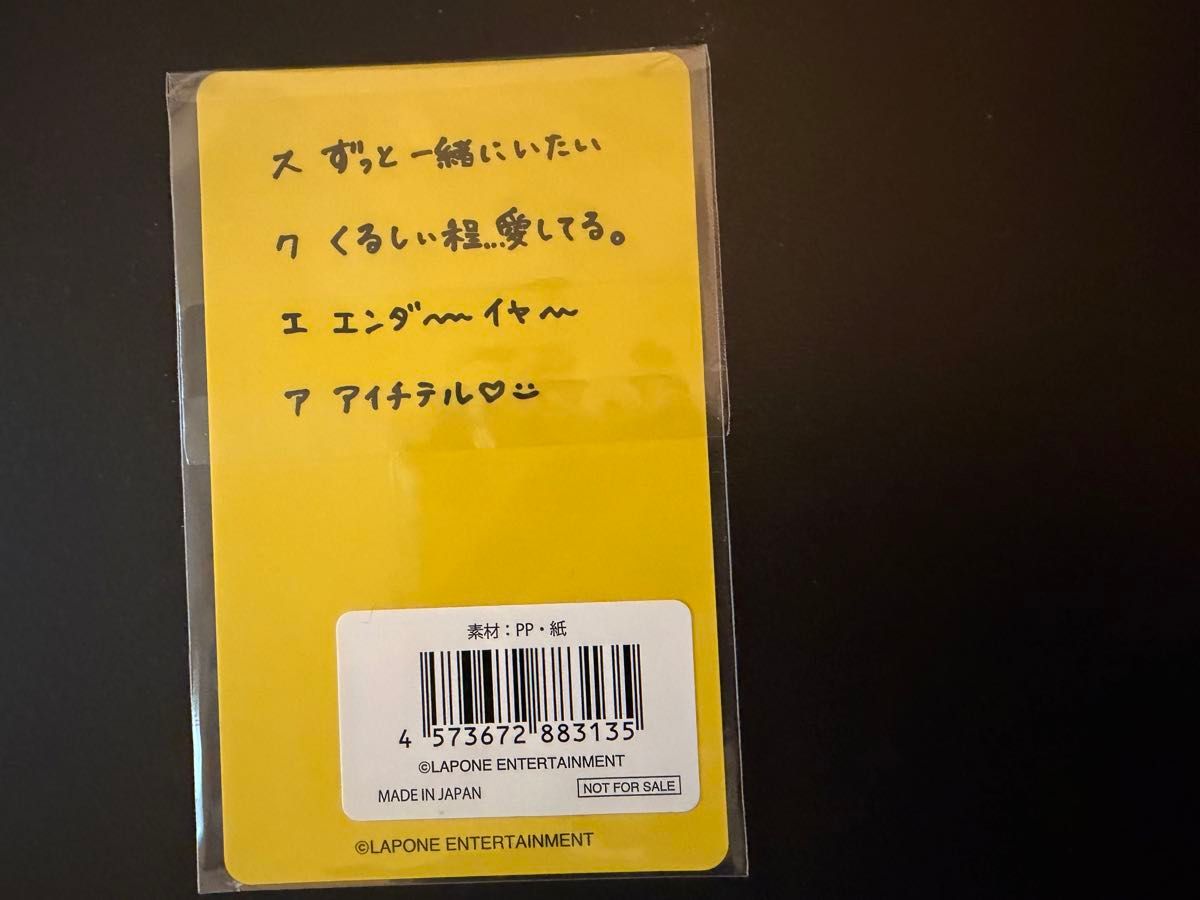 ス ずっと一緒にいたい
ク くるしい程...愛してる。
エ エンダ〜〜イヤ〜
ア アイチテル♡
素材：PP・紙
4 573672 883135
©LAPONE ENTERTAINMENT
MADE IN JAPAN NOT FOR SALE
©LAPONE ENTERTAINMENT